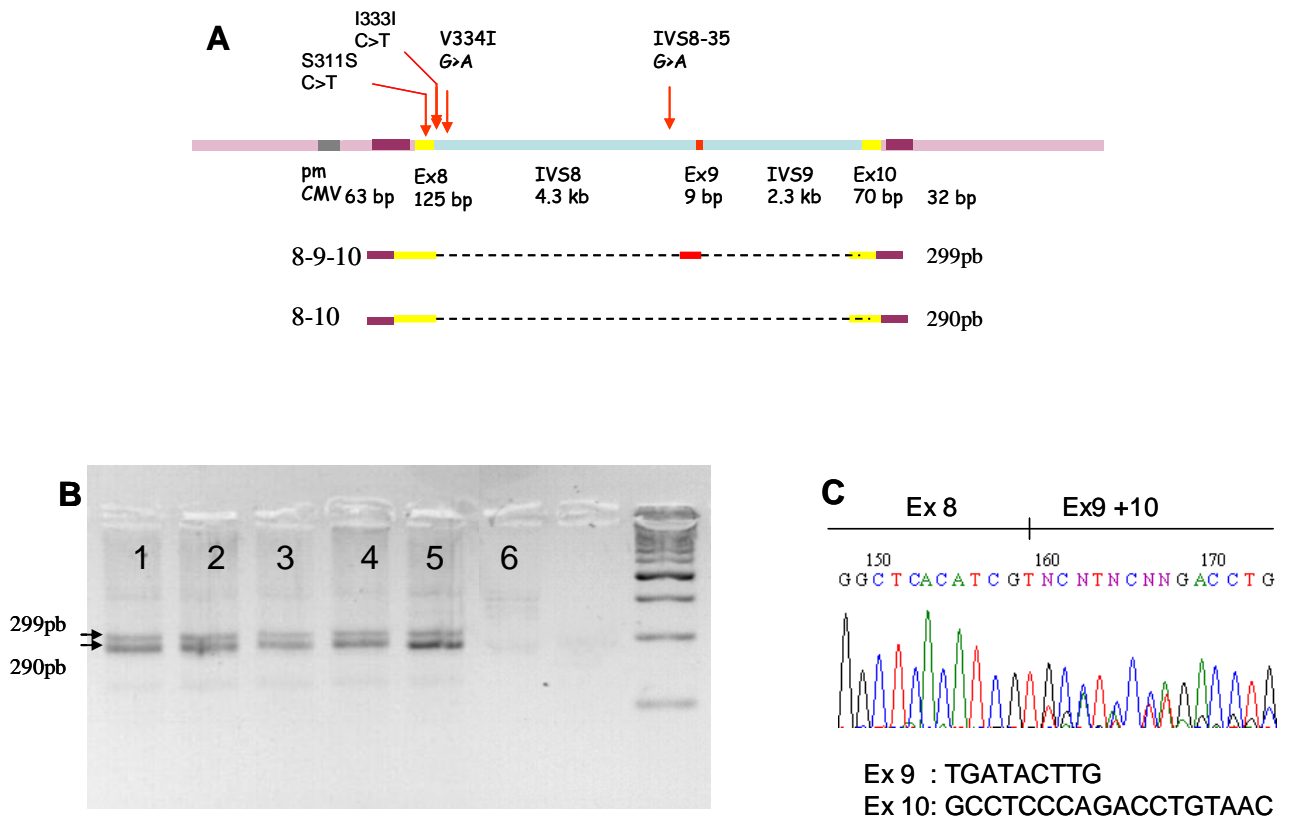 A
I333I
C>T
V334I
G>A
IVS8-35
G>A
S311S
C>T
pm
CMV
63 bp
Ex8
125 bp
IVS8
4.3 kb
Ex9
9 bp
IVS9
2.3 kb
Ex10
70 bp
32 bp
8-9-10
299pb
8-10
290pb
B
1 2 3 4 5 6
299pb
290pb
C
Ex 8
Ex9 +10
150 160 170
G G C T C A C A T C G T N C N T N C N N G A C C T G
Ex 9 : TGATACTTG
Ex 10: GCCTCCCAGACCTGTAAC